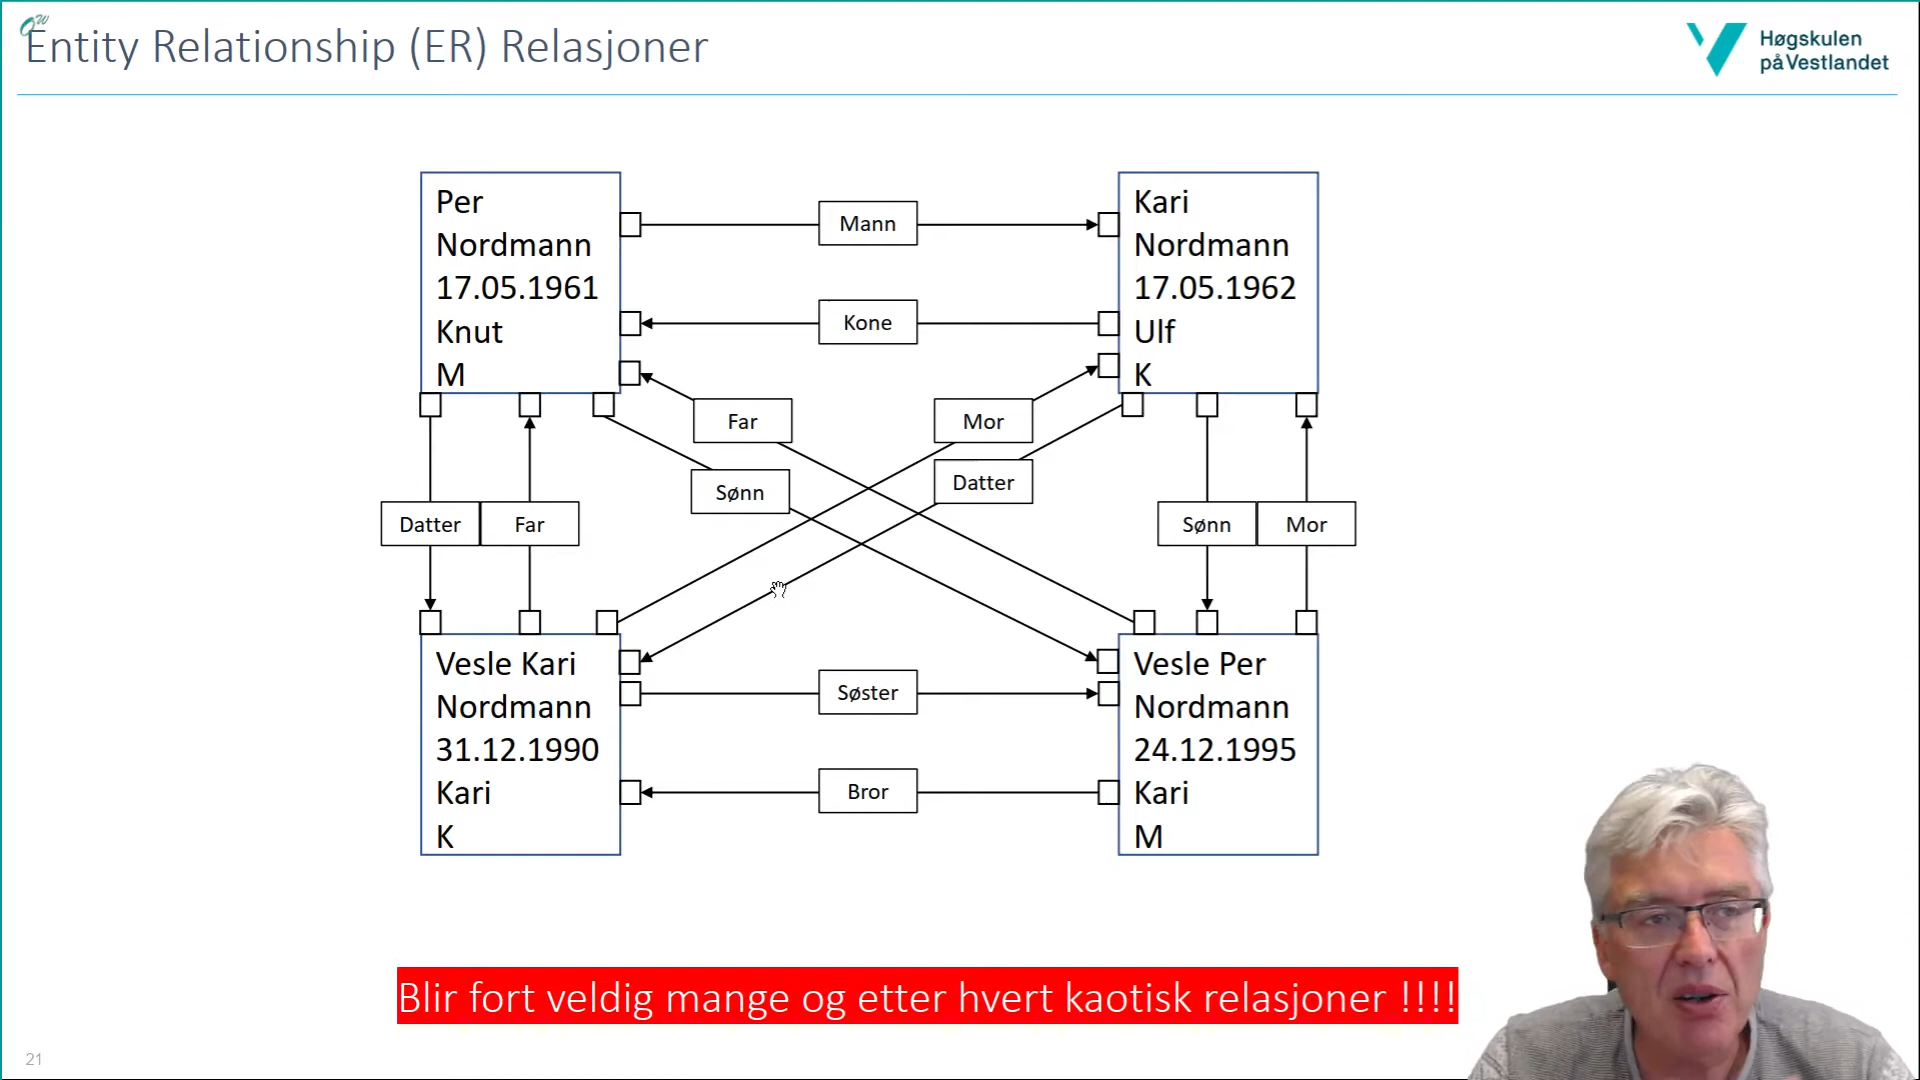 Entity Relationship (ER) Relasjoner
Høgskulen
på Vestlandet
Per
Nordmann
17.05.1961
Knut
M
Mann
Kone
Kari
Nordmann
17.05.1962
Ulf
K
Far
Mor
Sønn
Datter
Datter
Far
Sønn
Mor
Vesle Kari
Nordmann
31.12.1990
Kari
K
Søster
Bror
Vesle Per
Nordmann
24.12.1995
Kari
M
Blir fort veldig mange og etter hvert kaotisk relasjoner !!!!
21